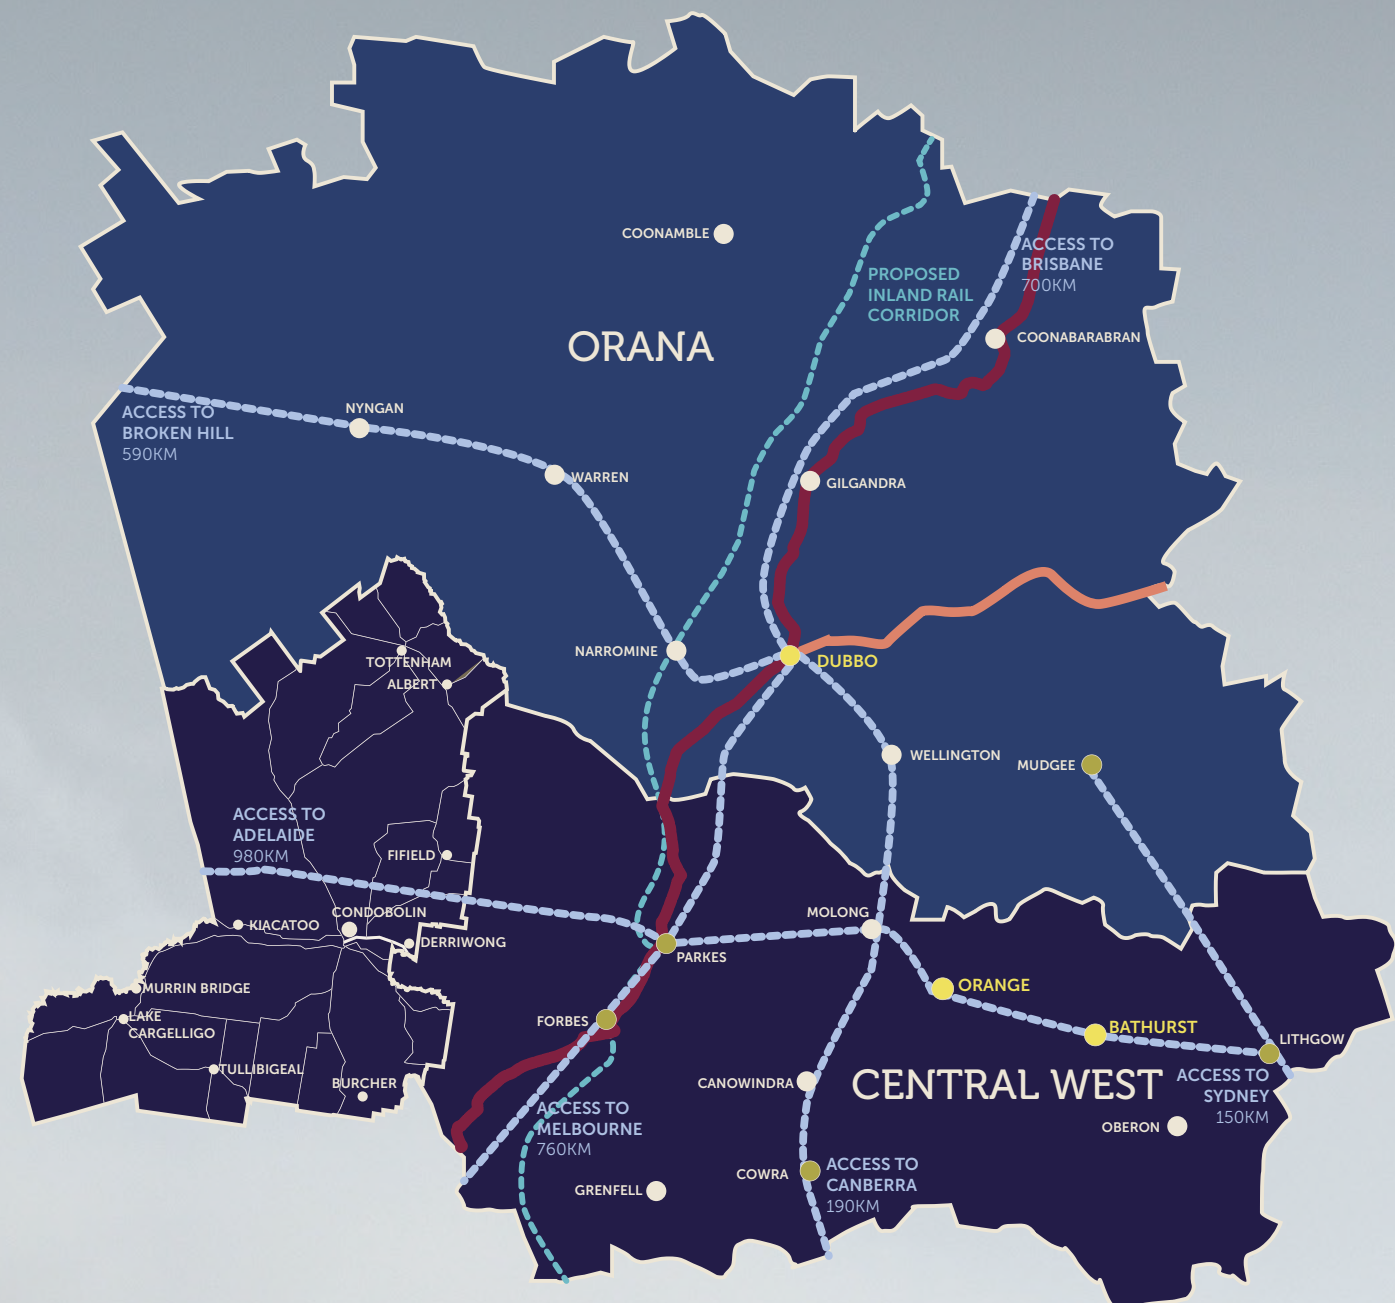 COONAMBLE
ACCESS TO
BRISBANE
700KM
PROPOSED
INLAND RAIL
CORRIDOR
ORANA
COONABARABRAN
ACCESS TO
BROKEN HILL
590KM
NYNGAN
WARREN
GILGANDRA
NARROMINE
DUBBO
TOTTENHAM
ALBERT
WELLINGTON
MUDGEE
ACCESS TO
ADELAIDE
980KM
FIFIELD
CONDOBOLIN
KIACATOO
DERRIWONG
MOLONG
PARKES
MURRIN BRIDGE
LAKE
CARGELLIGO
ORANGE
FORBES
BATHURST
LITHGOW
TULLIBIGEAL
BURCHER
CANOWINDRA
CENTRAL WEST
ACCESS TO
SYDNEY
150KM
ACCESS TO
MELBOURNE
760KM
OBERON
COWRA
ACCESS TO
CANBERRA
190KM
GRENFELL